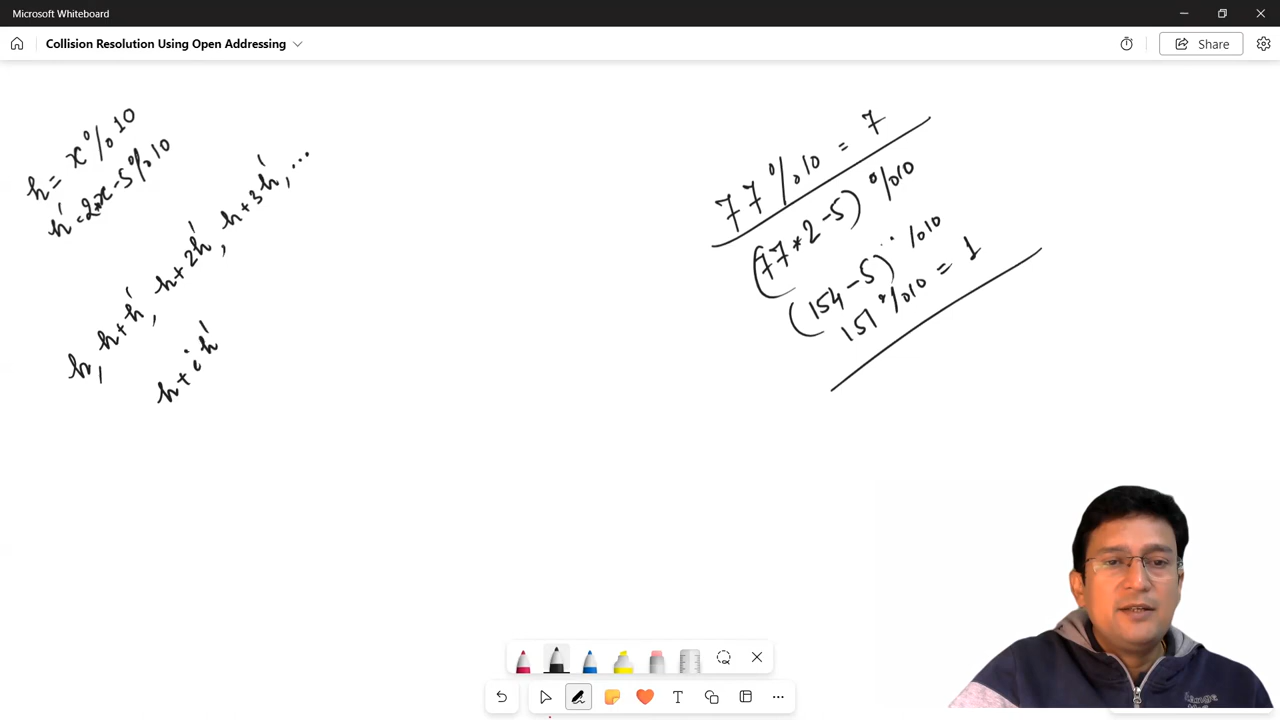 Microsoft Whiteboard
Collision Resolution Using Open Addressing
Share
h = x % 10
h' = 2*x - 5 % 10
h, h+h', h+2h', h+3h', ...
h+ih'
77 % 10 = 7
(77*2-5) % 10
(154-5) % 10
151 % 10 = 1